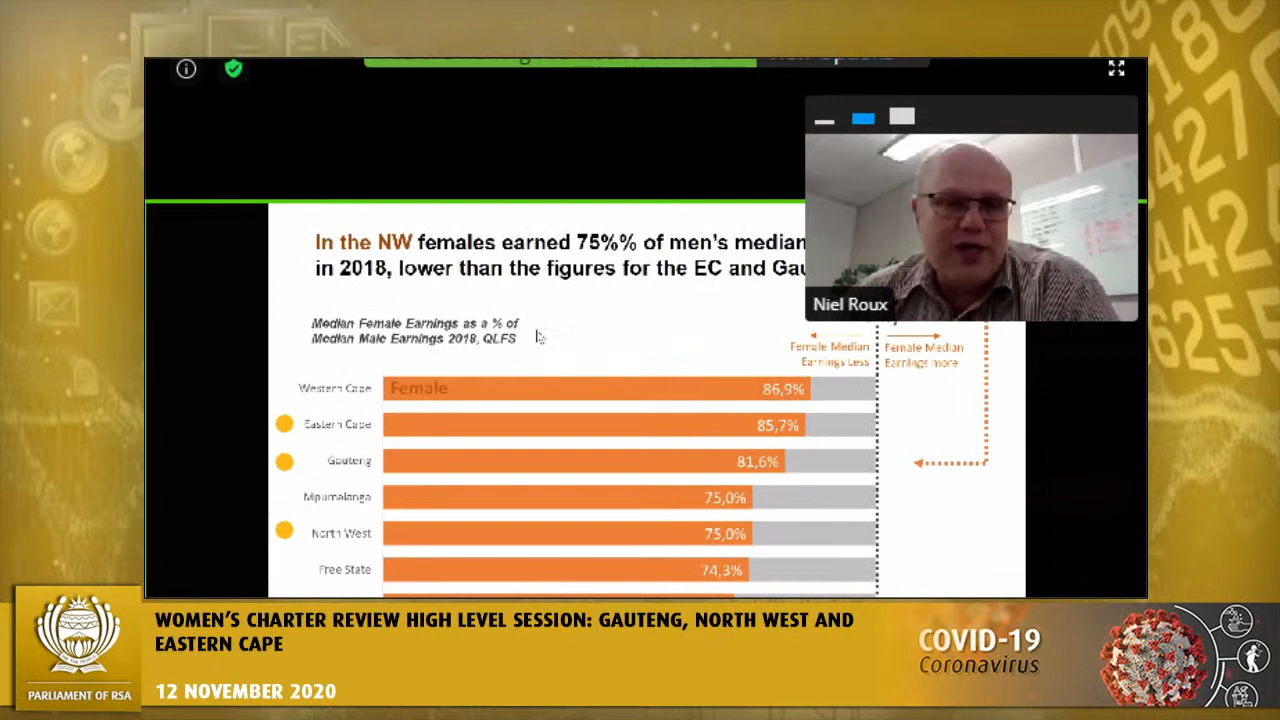 In the NW females earned 75%% of men's median
in 2018, lower than the figures for the EC and Gau
Niel Roux
Median Female Earnings as a % of
Median Male Earnings 2018, QLFS
Female Median
Earnings Less
Female Median
Earnings more
Western Cape
Female
86,9%
Eastern Cape
85,7%
Gauteng
81,6%
Mpumalanga
75,0%
North West
75,0%
Free State
74,3%
WOMEN'S CHARTER REVIEW HIGH LEVEL SESSION: GAUTENG, NORTH WEST AND
EASTERN CAPE
12 NOVEMBER 2020
PARLIAMENT OF RSA
COVID-19
Coronavirus